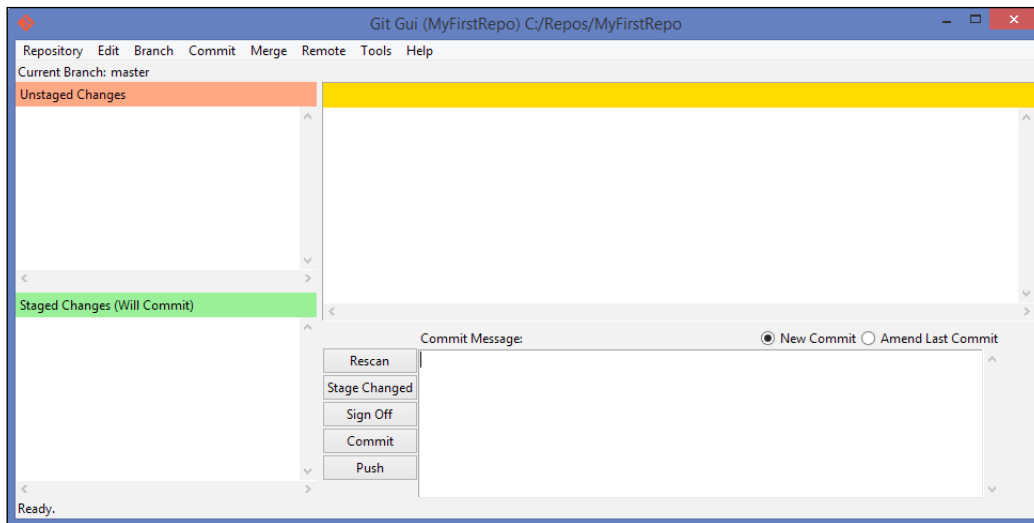 Git Gui (MyFirstRepo) C:/Repos/MyFirstRepo
Repository Edit Branch Commit Merge Remote Tools Help
Current Branch: master
Unstaged Changes
Staged Changes (Will Commit)
Commit Message: New Commit Amend Last Commit
Rescan
Stage Changed
Sign Off
Commit
Push
Ready.